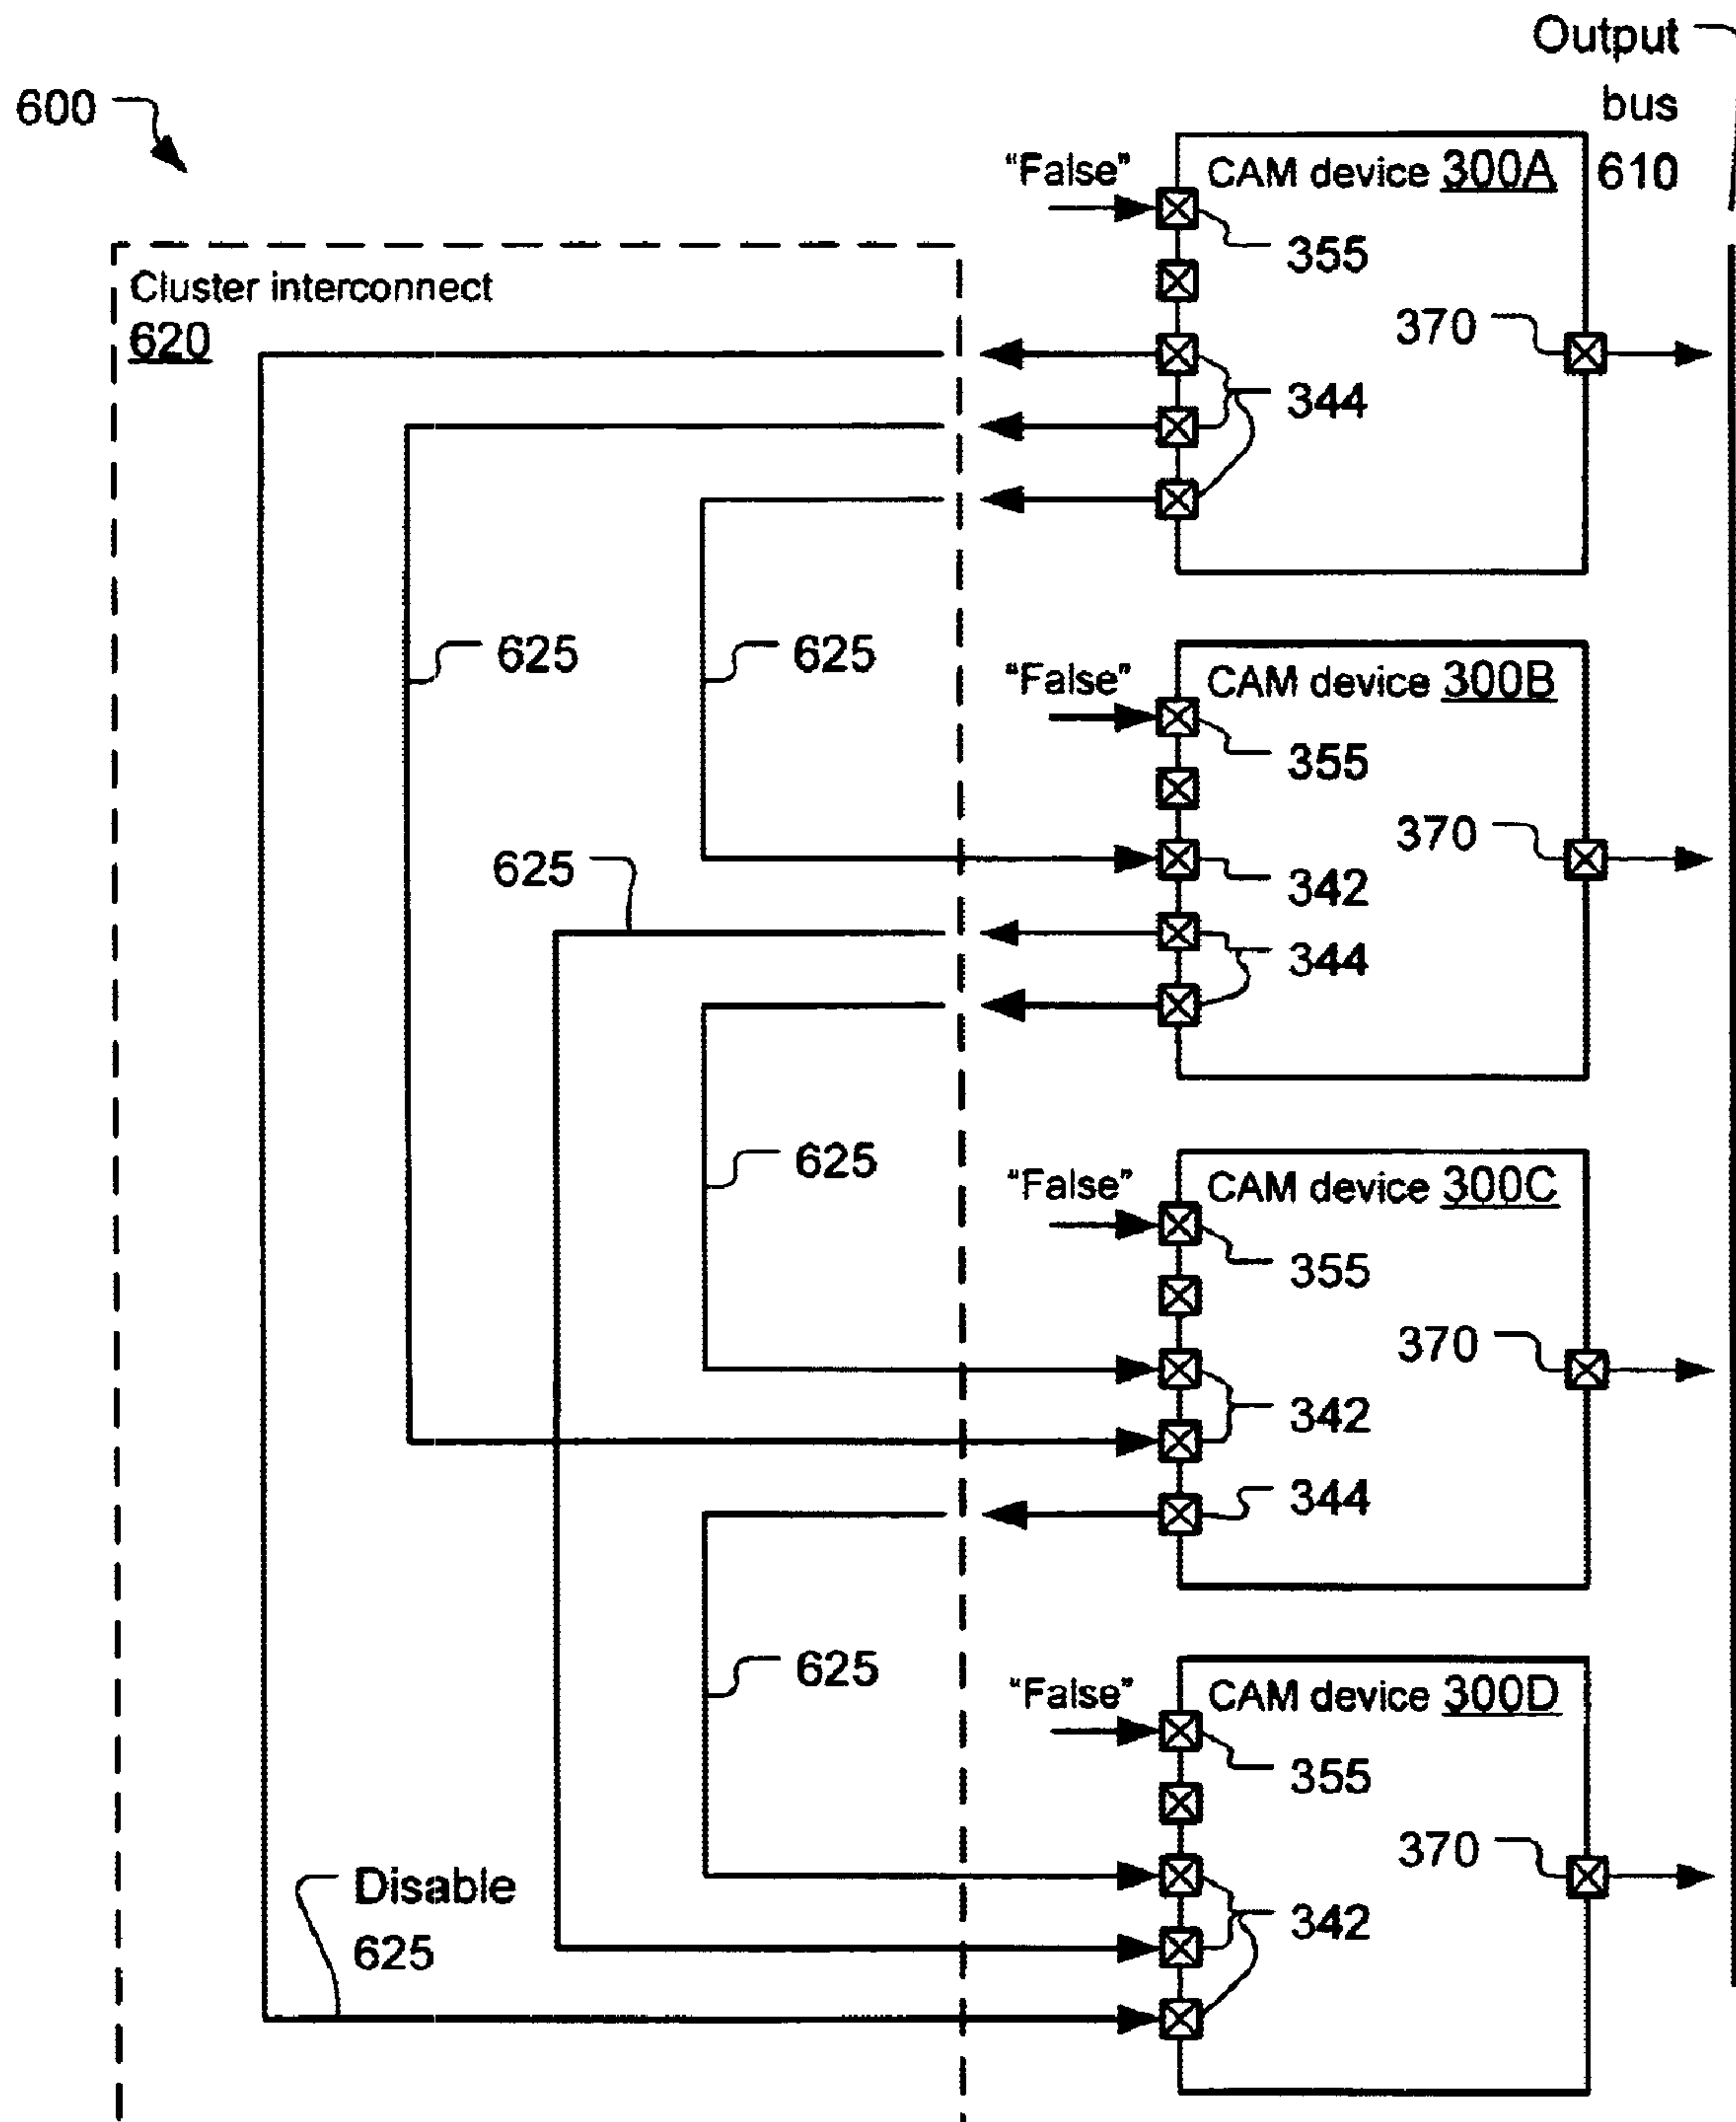 Output
bus
610
600
"False"
CAM device 300A
355
Cluster interconnect
620
370
344
625
625
"False"
CAM device 300B
355
370
625
342
344
625
"False"
CAM device 300C
355
370
342
344
625
"False"
CAM device 300D
355
370
Disable
625
342